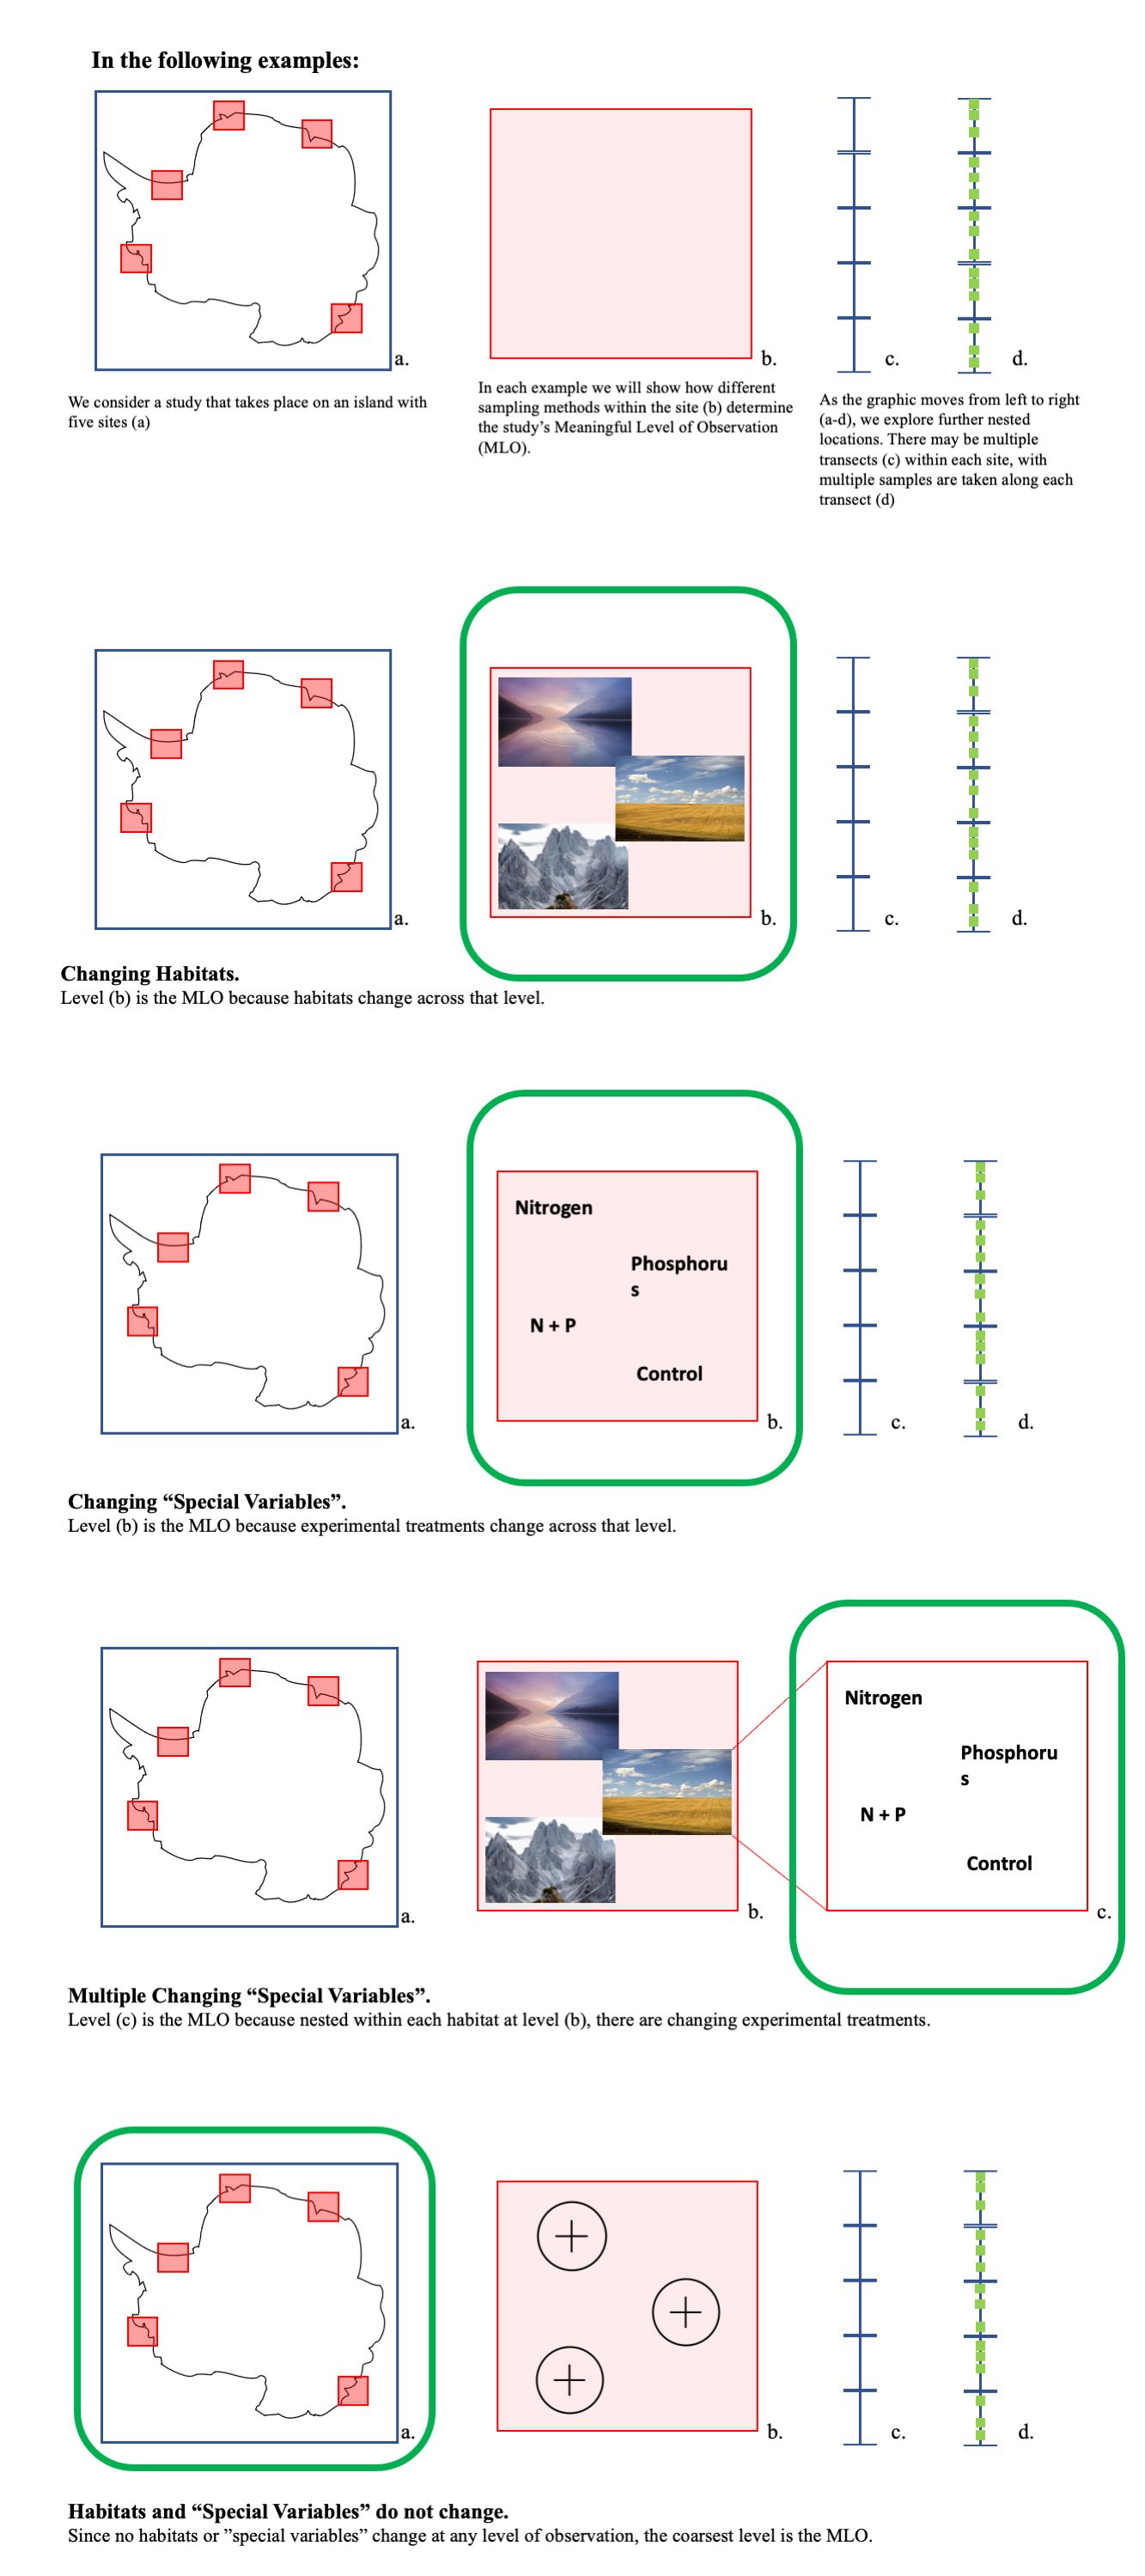 In the following examples:
a.
b.
c.
d.
We consider a study that takes place on an island with
five sites (a)
In each example we will show how different
sampling methods within the site (b) determine
the study’s Meaningful Level of Observation
(MLO).
As the graphic moves from left to right
(a-d), we explore further nested
locations. There may be multiple
transects (c) within each site, with
multiple samples are taken along each
transect (d)
a.
b.
c.
d.
Changing Habitats.
Level (b) is the MLO because habitats change across that level.
Nitrogen
Phosphoru
s
N + P
Control
a.
b.
c.
d.
Changing “Special Variables”.
Level (b) is the MLO because experimental treatments change across that level.
Nitrogen
Phosphoru
s
N + P
Control
a.
b.
c.
Multiple Changing “Special Variables”.
Level (c) is the MLO because nested within each habitat at level (b), there are changing experimental treatments.
a.
b.
c.
d.
Habitats and “Special Variables” do not change.
Since no habitats or ”special variables” change at any level of observation, the coarsest level is the MLO.